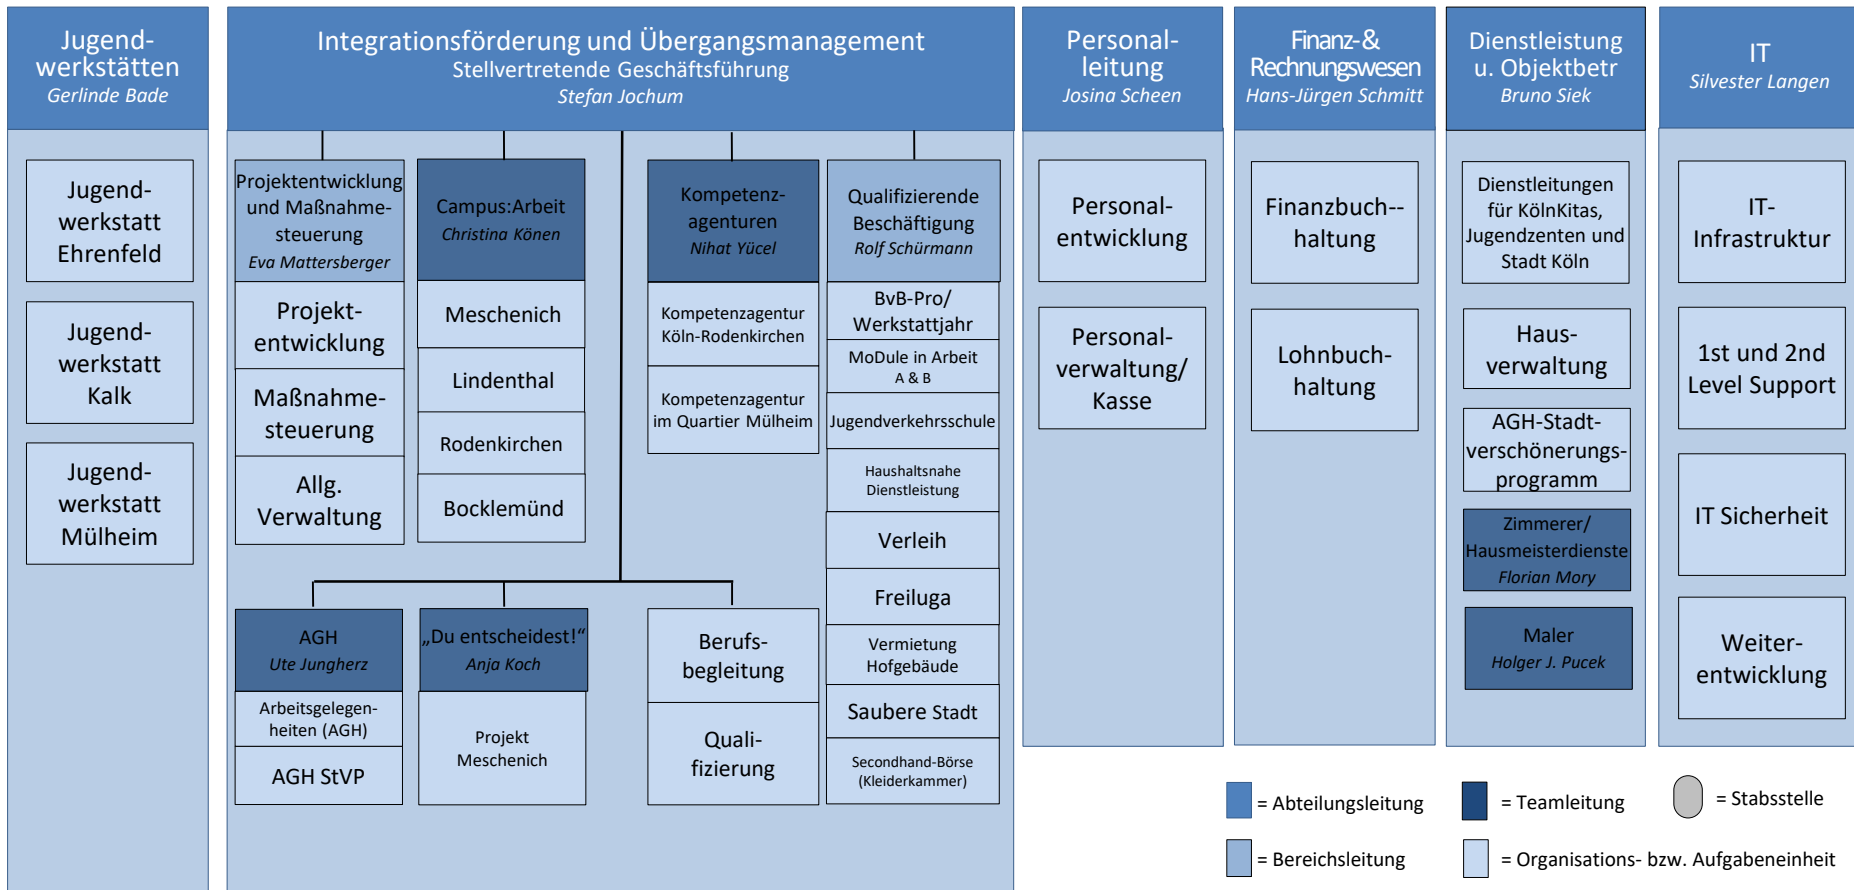 Jugend-
werkstätten
Gerlinde Bade
Jugend-
werkstatt
Ehrenfeld
Jugend-
werkstatt
Kalk
Jugend-
werkstatt
Mülheim
Integrationsförderung und Übergangsmanagement
Stellvertretende Geschäftsführung
Stefan Jochum
Projektentwicklung
und Maßnahme-
steuerung
Eva Mattersberger
Projekt-
entwicklung
Maßnahme-
steuerung
Allg.
Verwaltung
Campus:Arbeit
Christina Könen
Meschenich
Lindenthal
Rodenkirchen
Bocklemünd
Kompetenz-
agenturen
Nihat Yücel
Kompetenzagentur
Köln-Rodenkirchen
Kompetenzagentur
im Quartier Mülheim
Qualifizierende
Beschäftigung
Rolf Schürmann
BvB-Pro/
Werkstattjahr
MoDule in Arbeit
A & B
Jugendverkehrsschule
Haushaltsnahe
Dienstleistung
Verleih
Freiluga
Vermietung
Hofgebäude
Saubere Stadt
Secondhand-Börse
(Kleiderkammer)
AGH
Ute Jungherz
Arbeitsgelegen-
heiten (AGH)
AGH StVP
„Du entscheidest!“
Anja Koch
Projekt
Meschenich
Berufs-
begleitung
Quali-
fizierung
Personal-
leitung
Josina Scheen
Personal-
entwicklung
Personal-
verwaltung/
Kasse
Finanz-&
Rechnungswesen
Hans-Jürgen Schmitt
Finanzbuch--
haltung
Lohnbuch-
haltung
Dienstleistung
u. Objektbetr
Bruno Siek
Dienstleitungen
für KölnKitas,
Jugendzenten und
Stadt Köln
Haus-
verwaltung
AGH-Stadt-
verschönerungs-
programm
Zimmerer/
Hausmeisterdienste
Florian Mory
Maler
Holger J. Pucek
IT
Silvester Langen
IT-
Infrastruktur
1st und 2nd
Level Support
IT Sicherheit
Weiter-
entwicklung
= Abteilungsleitung
= Teamleitung
= Stabsstelle
= Bereichsleitung
= Organisations- bzw. Aufgabeneinheit